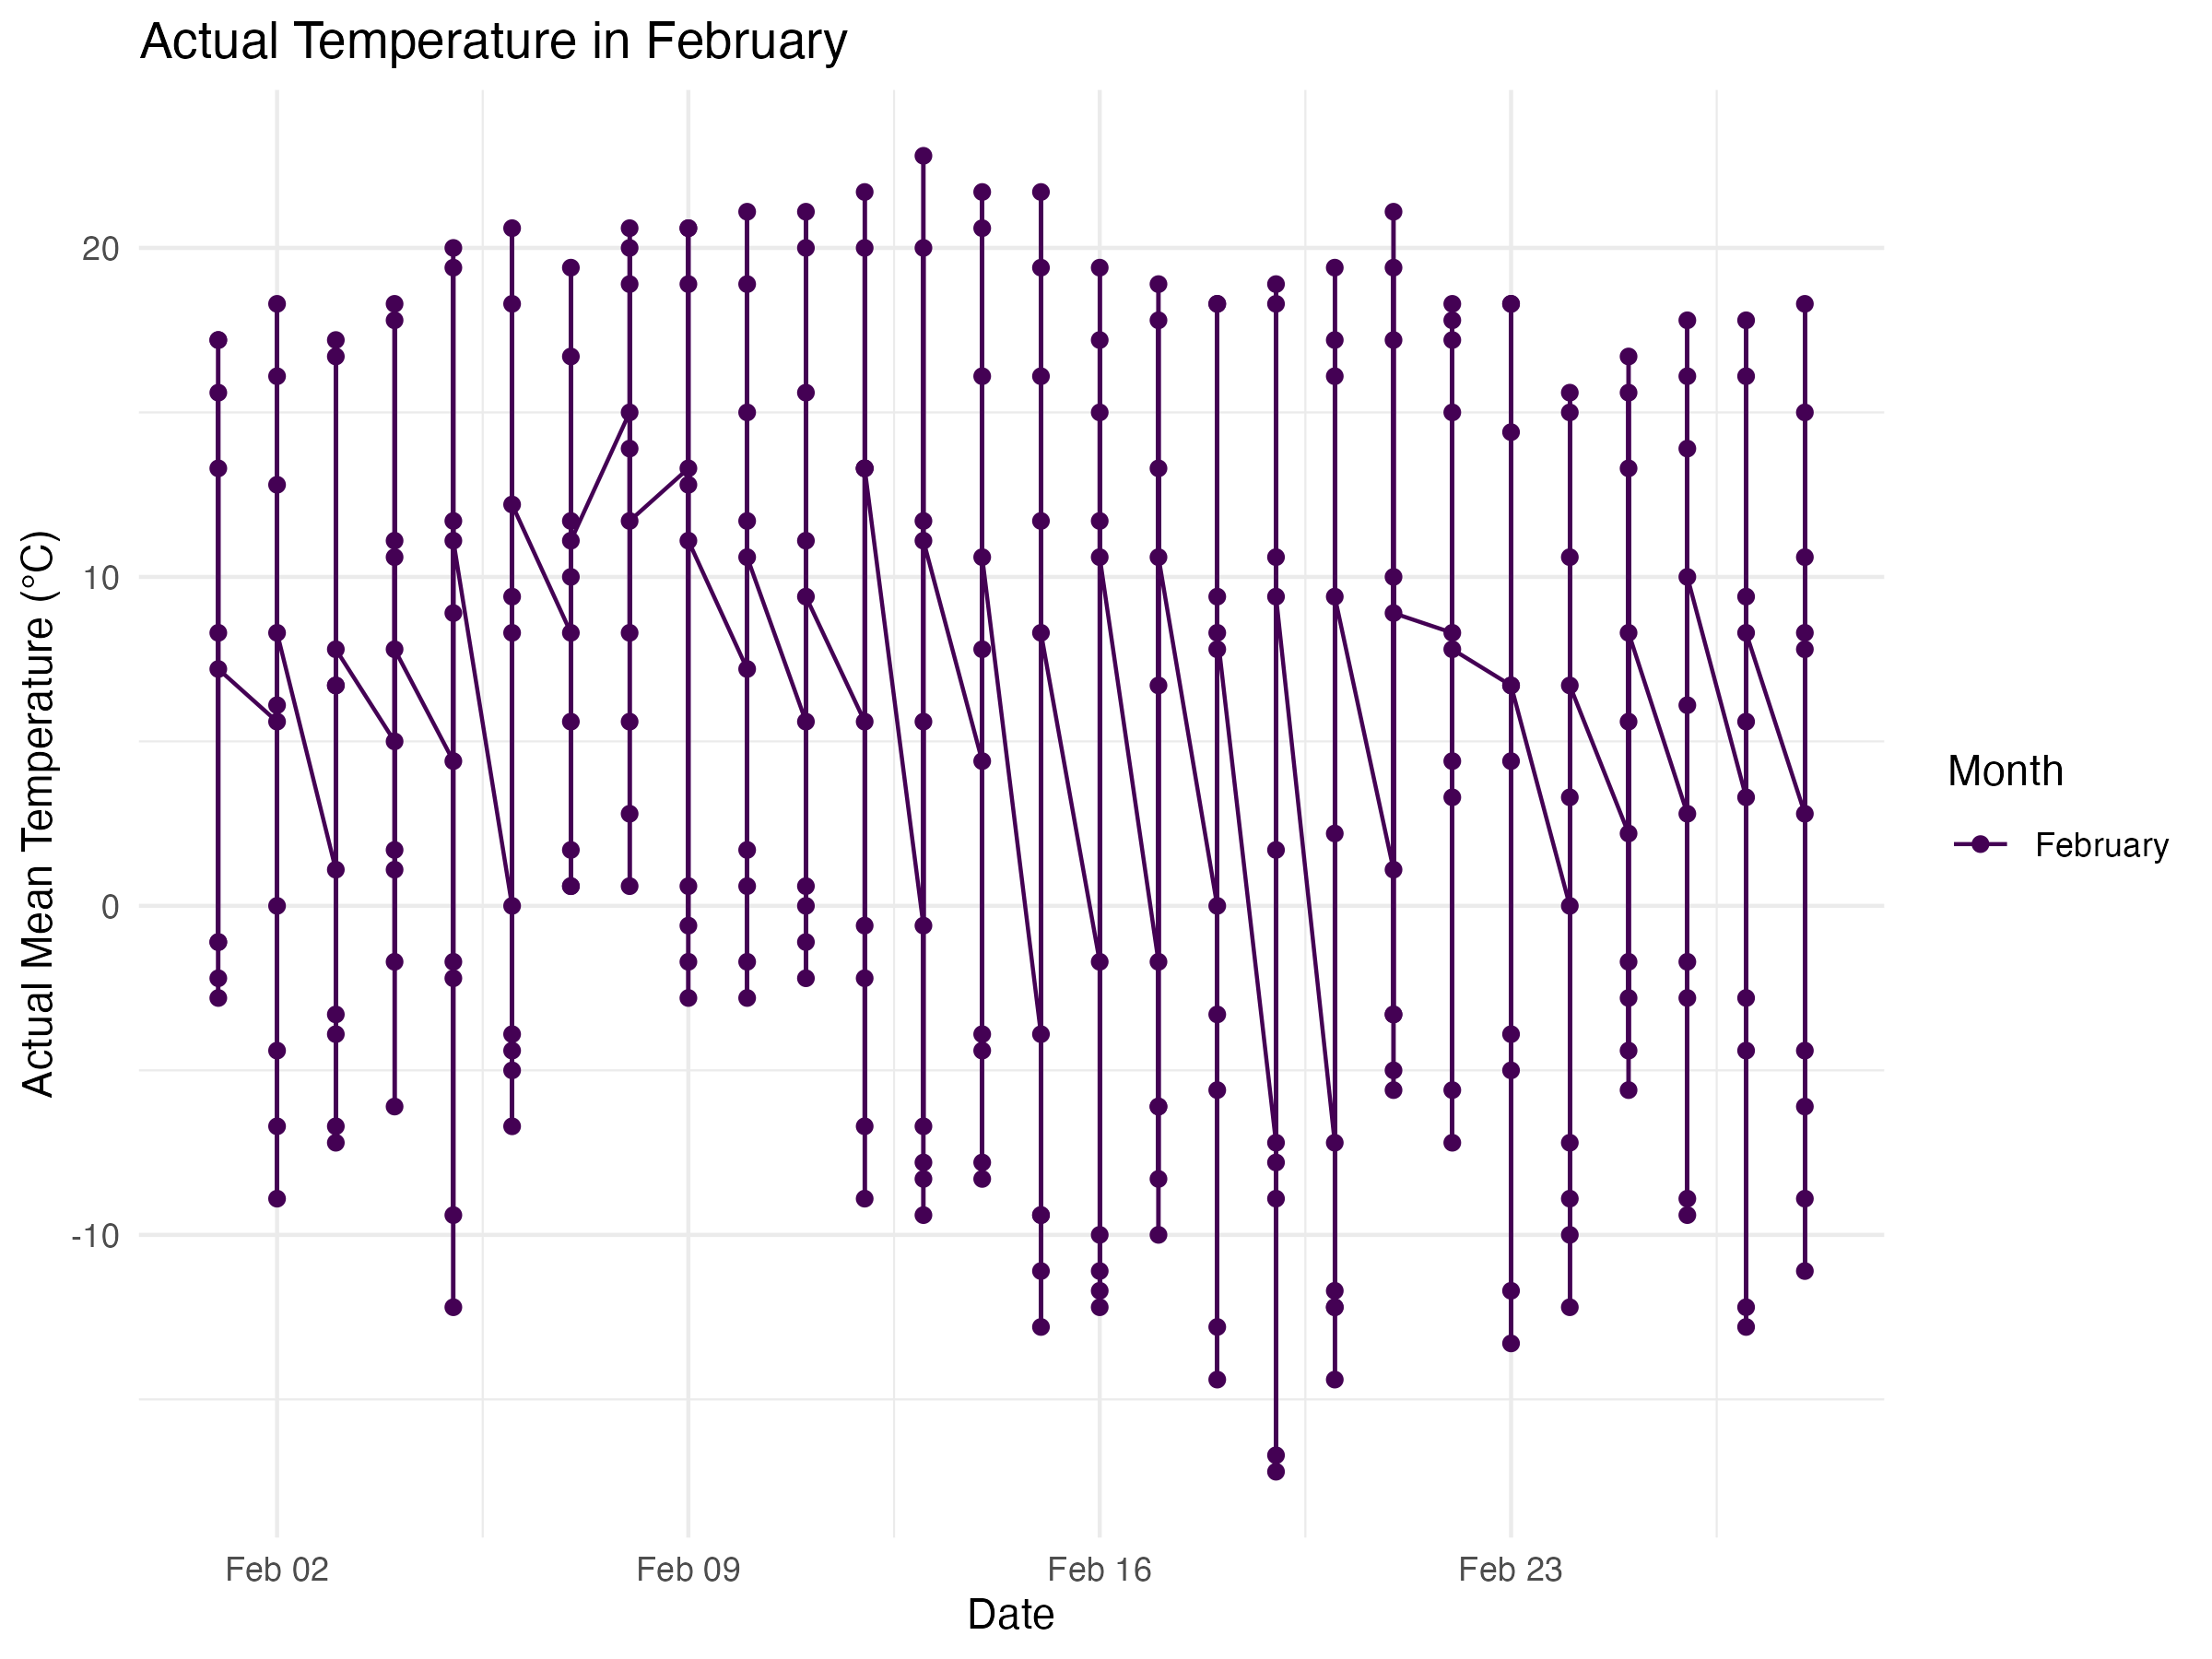 Actual Temperature in February
Actual Mean Temperature (°C)
20
10
0
-10
Feb 02
Feb 09
Feb 16
Feb 23
Date
Month
February